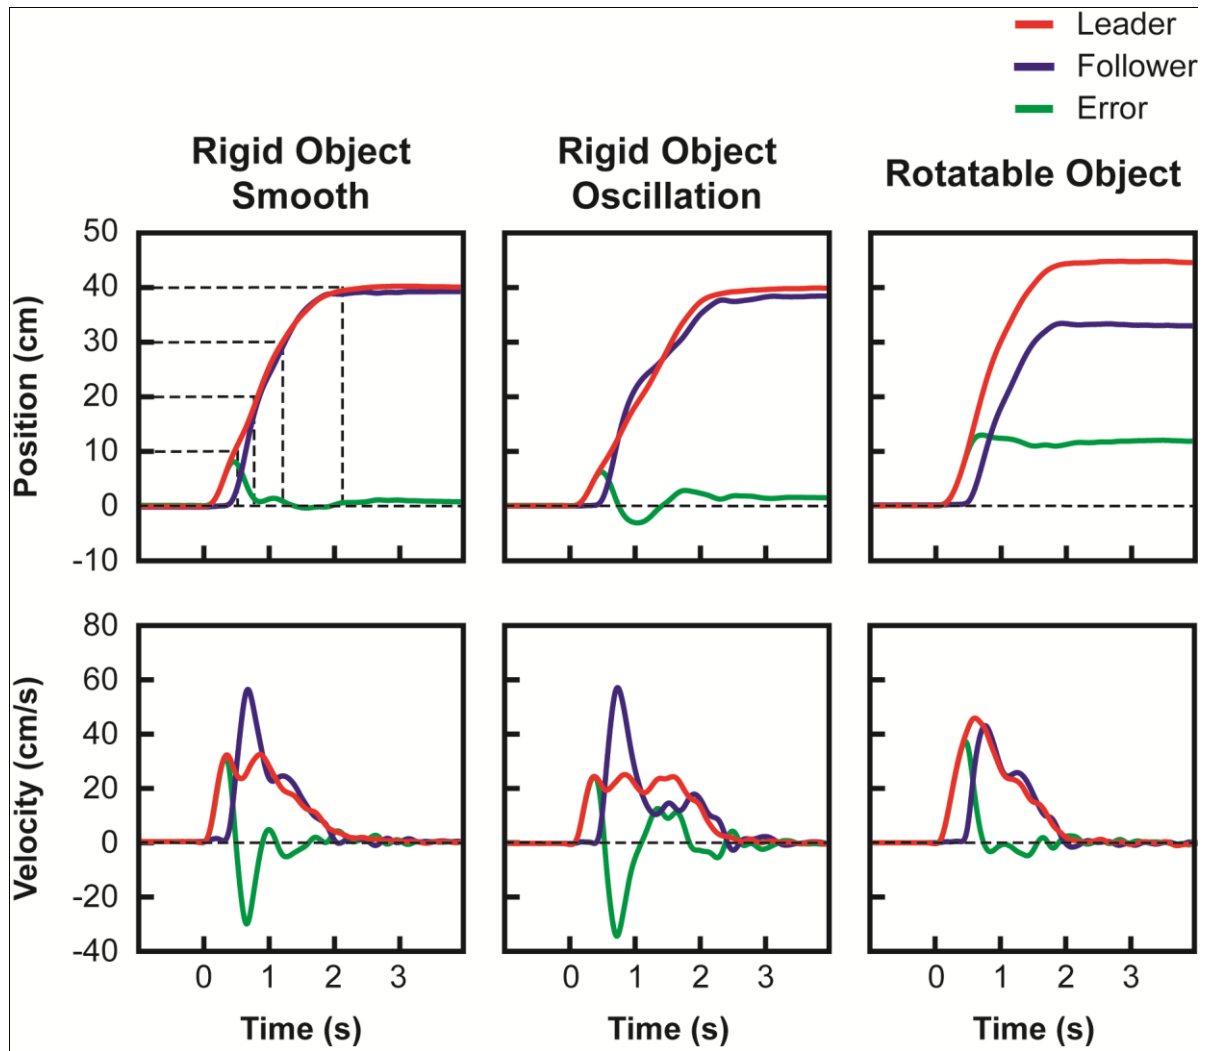 Leader
Follower
Error
Rigid Object
Smooth
Rigid Object
Oscillation
Rotatable Object
Position (cm)
50
40
30
20
10
0
-10
Velocity (cm/s)
80
60
40
20
0
-20
-40
0 1 2 3
0 1 2 3
0 1 2 3
Time (s)
Time (s)
Time (s)